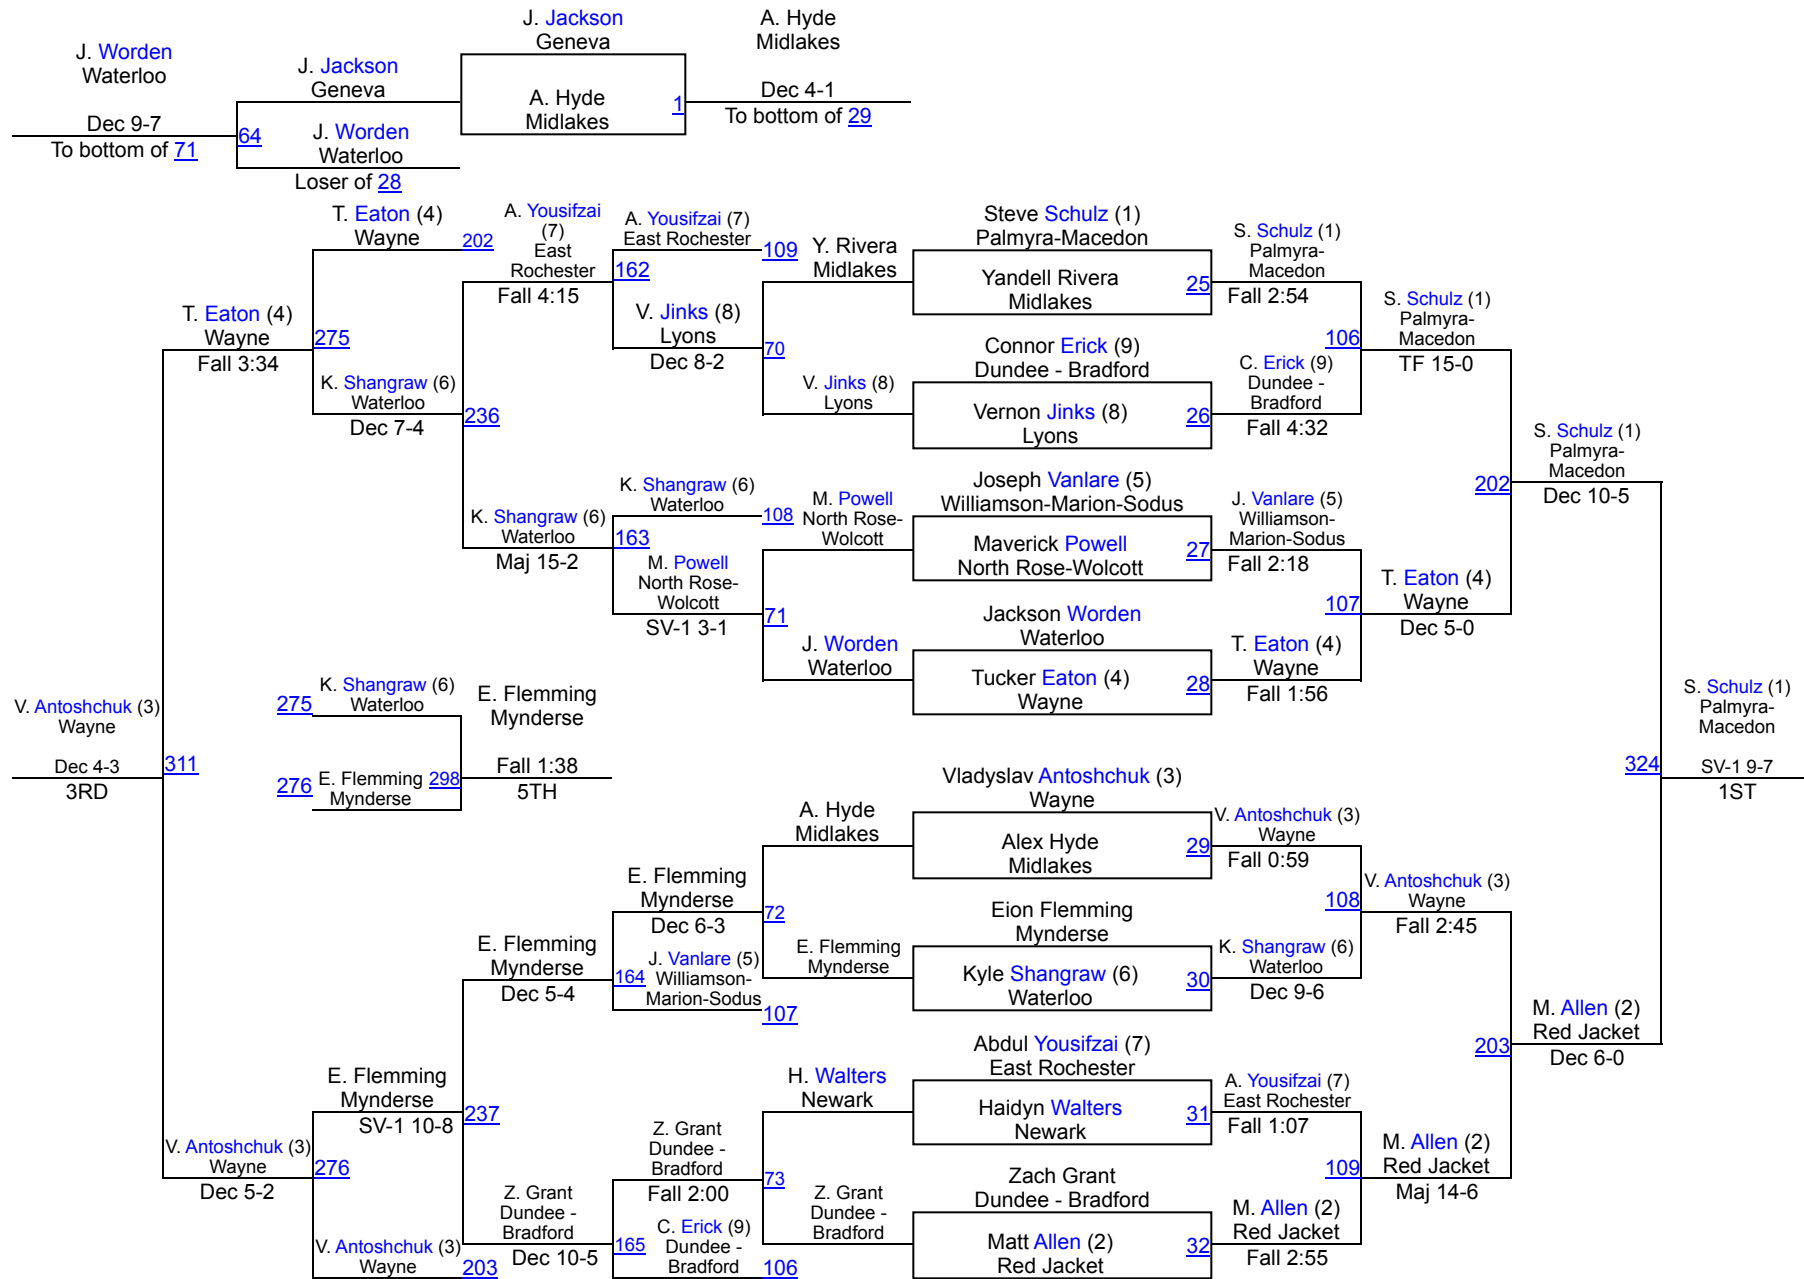 J. Jackson
Geneva
A. Hyde
Midlakes
J. Worden
Waterloo
J. Jackson
Geneva
A. Hyde
Midlakes
1
Dec 4-1
To bottom of 29
Dec 9-7
To bottom of 71
64
J. Worden
Waterloo
Loser of 28
T. Eaton (4)
Wayne
202
A. Yousifzai
(7)
East
Rochester
Fall 4:15
A. Yousifzai (7)
East Rochester
109
162
Y. Rivera
Midlakes
Steve Schulz (1)
Palmyra-Macedon
Yandell Rivera
Midlakes
25
S. Schulz (1)
Palmyra-
Macedon
Fall 2:54
T. Eaton (4)
Wayne
Fall 3:34
275
V. Jinks (8)
Lyons
Dec 8-2
70
Connor Erick (9)
Dundee - Bradford
106
S. Schulz (1)
Palmyra-
Macedon
TF 15-0
K. Shangraw (6)
Waterloo
Dec 7-4
236
V. Jinks (8)
Lyons
Vernon Jinks (8)
Lyons
26
C. Erick (9)
Dundee -
Bradford
Fall 4:32
S. Schulz (1)
Palmyra-
Macedon
Dec 10-5
202
K. Shangraw (6)
Waterloo
Maj 15-2
K. Shangraw (6)
Waterloo
108
163
M. Powell
North Rose-
Wolcott
Joseph Vanlare (5)
Williamson-Marion-Sodus
Maverick Powell
North Rose-Wolcott
27
J. Vanlare (5)
Williamson-
Marion-Sodus
Fall 2:18
M. Powell
North Rose-
Wolcott
SV-1 3-1
71
Jackson Worden
Waterloo
107
T. Eaton (4)
Wayne
Dec 5-0
J. Worden
Waterloo
Tucker Eaton (4)
Wayne
28
T. Eaton (4)
Wayne
Fall 1:56
275
K. Shangraw (6)
Waterloo
E. Flemming
Mynderse
V. Antoshchuk (3)
Wayne
S. Schulz (1)
Palmyra-
Macedon
Dec 4-3
3RD
311
276
E. Flemming
Mynderse
298
Fall 1:38
5TH
324
SV-1 9-7
1ST
Vladyslav Antoshchuk (3)
Wayne
A. Hyde
Midlakes
Alex Hyde
Midlakes
29
V. Antoshchuk (3)
Wayne
Fall 0:59
E. Flemming
Mynderse
Dec 6-3
72
Eion Flemming
Mynderse
108
V. Antoshchuk (3)
Wayne
Fall 2:45
E. Flemming
Mynderse
Dec 5-4
164
J. Vanlare (5)
Williamson-
Marion-Sodus
107
E. Flemming
Mynderse
Kyle Shangraw (6)
Waterloo
30
K. Shangraw (6)
Waterloo
Dec 9-6
203
M. Allen (2)
Red Jacket
Dec 6-0
E. Flemming
Mynderse
SV-1 10-8
237
H. Walters
Newark
Abdul Yousifzai (7)
East Rochester
Haidyn Walters
Newark
31
A. Yousifzai (7)
East Rochester
Fall 1:07
V. Antoshchuk (3)
Wayne
Dec 5-2
276
Z. Grant
Dundee -
Bradford
Fall 2:00
73
Zach Grant
Dundee - Bradford
109
M. Allen (2)
Red Jacket
Maj 14-6
Z. Grant
Dundee -
Bradford
Dec 10-5
165
C. Erick (9)
Dundee -
Bradford
106
Z. Grant
Dundee -
Bradford
Matt Allen (2)
Red Jacket
32
M. Allen (2)
Red Jacket
Fall 2:55
V. Antoshchuk (3)
Wayne
203